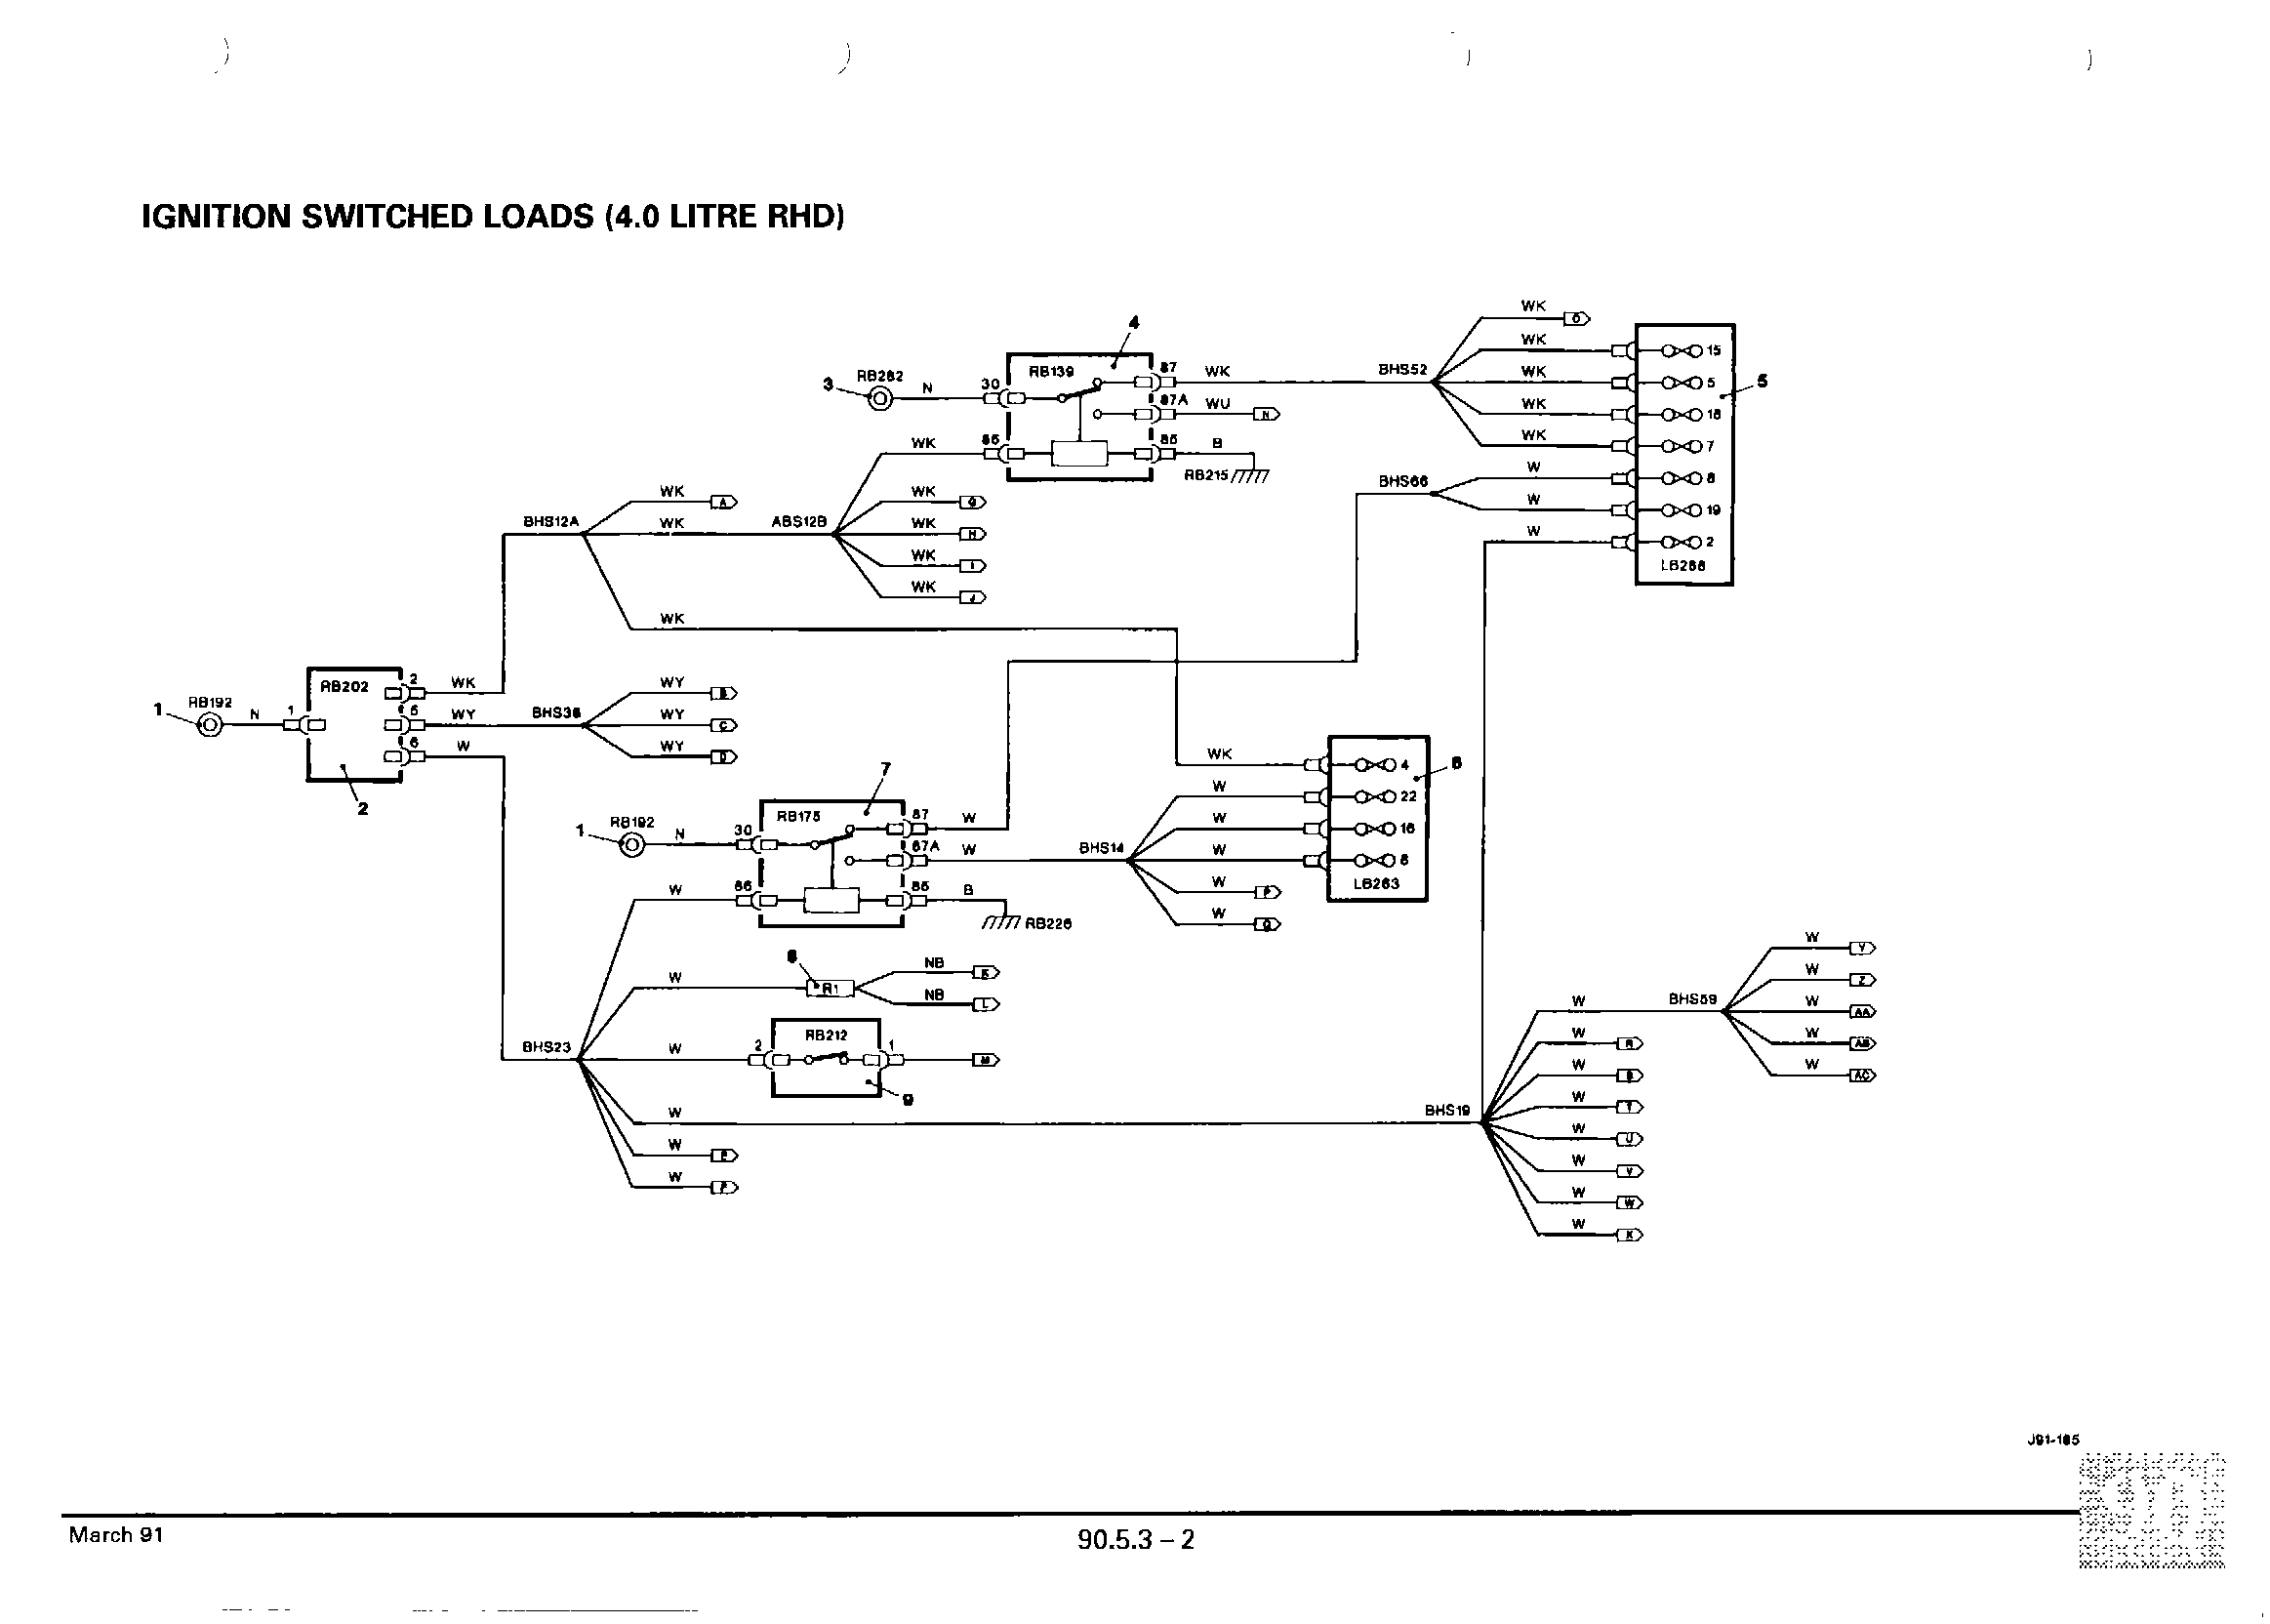 IGNITION SWITCHED LOADS (4.0 LITRE RHD)
WK
O
WK
15
4
RB282
RB139
87
WK
BHS52
WK
5
5
3
N
30
87A
WU
N
WK
18
WK
7
WK
85
B
RB215
W
8
BHS66
WK
A
WK
G
W
19
BHS12A
WK
ABS12B
WK
H
W
2
WK
I
LB266
WK
J
WK
RB202
2
WK
WY
B
1
RB192
N
1
5
WY
BHS36
WY
C
6
W
WY
D
2
7
WK
4
6
W
22
RB175
87
W
W
16
1
RB192
N
30
87A
W
BHS14
W
6
86
W
85
B
RB226
W
P
LB263
W
Q
8
NB
W
R1
NB
L
RB212
BHS23
W
2
1
M
9
W
BHS19
W
E
W
F
W
BHS59
W
Y
W
Z
W
AA
W
AB
W
AC
W
R
W
S
W
T
W
U
W
V
W
W
W
X
J91-165
March 91
90.5.3 – 2